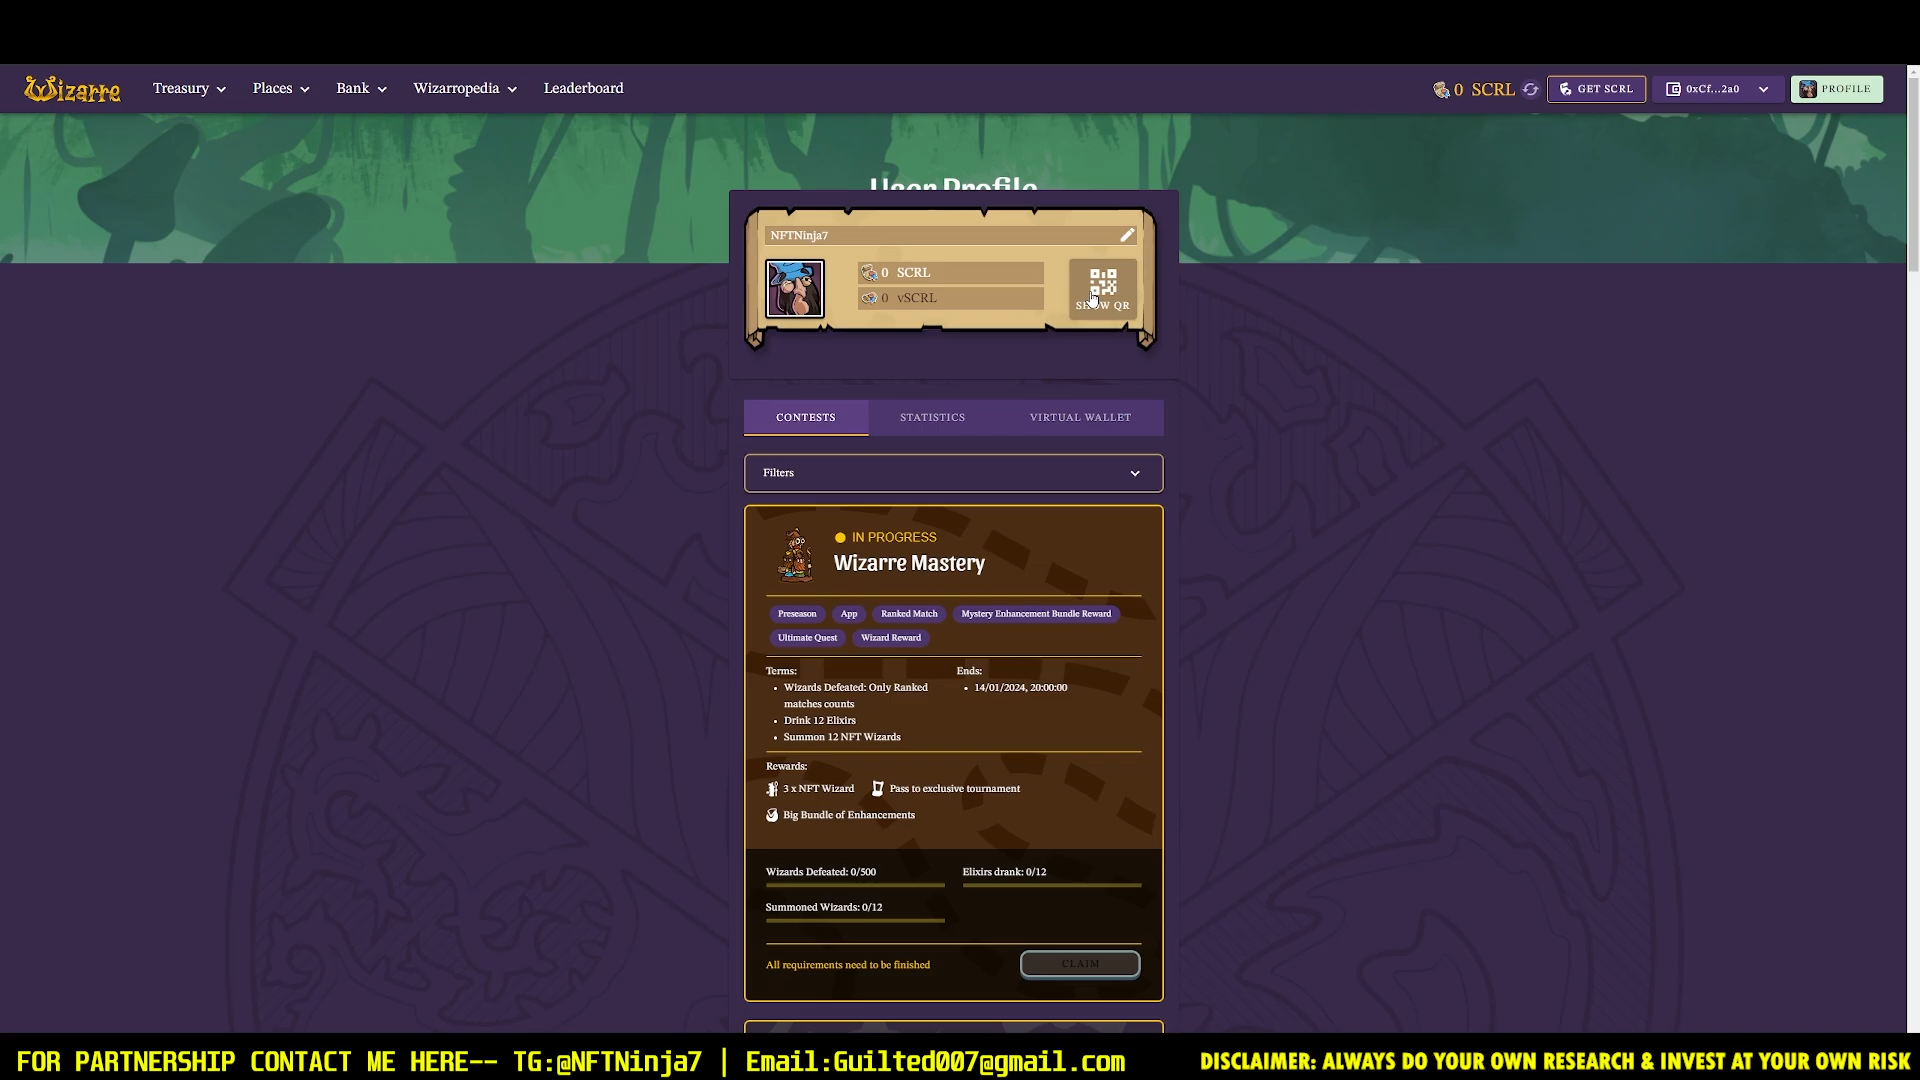 Wizarre Treasury Places Bank Wizarropedia Leaderboard 0 SCRL GET SCRL 0xCf...2a0 PROFILE
User Profile
NFTNinja7
0 SCRL
0 vSCRL
SHOW QR
CONTESTS STATISTICS VIRTUAL WALLET
Filters
IN PROGRESS
Wizarre Mastery
Preseason App Ranked Match Mystery Enhancement Bundle Reward
Ultimate Quest Wizard Reward
Terms: Ends:
Wizards Defeated: Only Ranked 14/01/2024, 20:00:00
matches counts
Drink 12 Elixirs
Summon 12 NFT Wizards
Rewards:
3 x NFT Wizard Pass to exclusive tournament
Big Bundle of Enhancements
Wizards Defeated: 0/500 Elixirs drank: 0/12
Summoned Wizards: 0/12
All requirements need to be finished CLAIM
FOR PARTNERSHIP CONTACT ME HERE-- TG:@NFTNinja7 | Email:Guilted007@gmail.com DISCLAIMER: ALWAYS DO YOUR OWN RESEARCH & INVEST AT YOUR OWN RISK